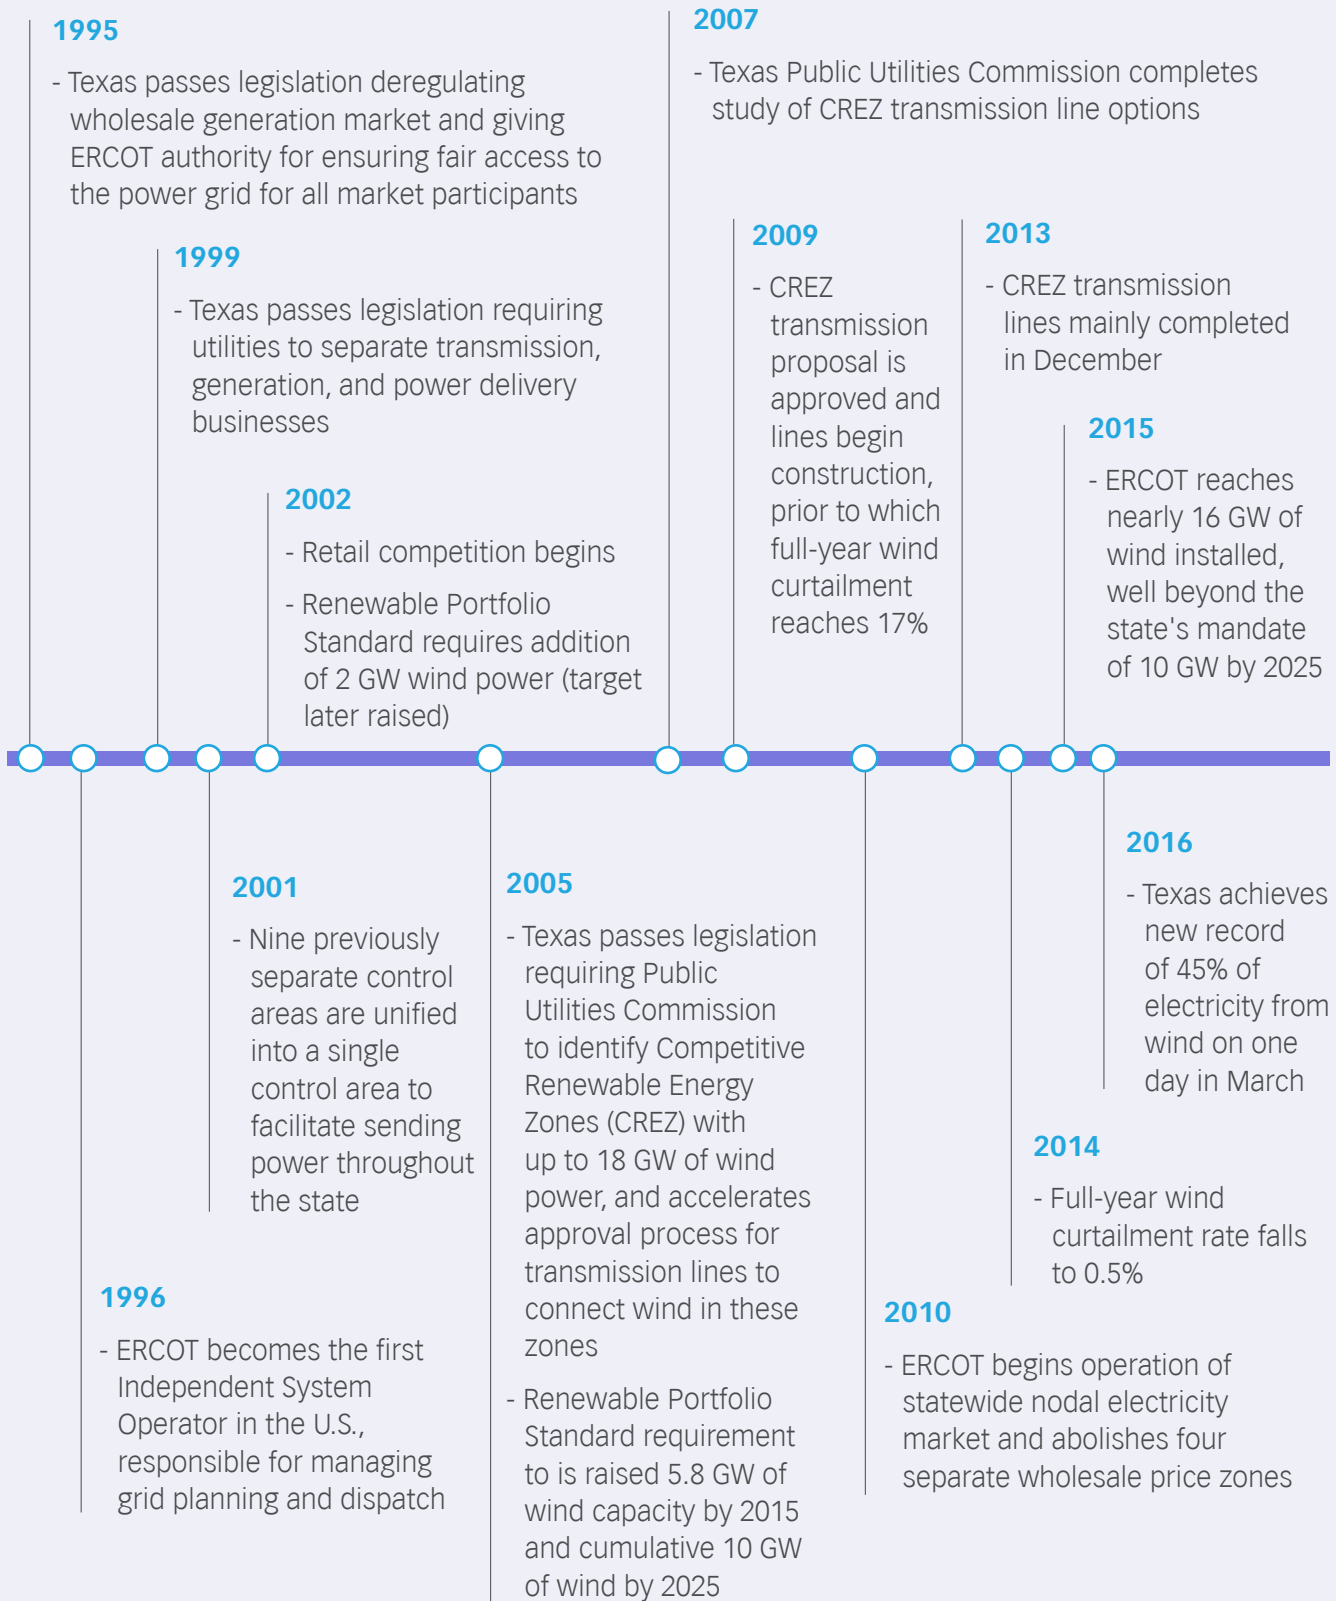 1995
- Texas passes legislation deregulating
wholesale generation market and giving
ERCOT authority for ensuring fair access to
the power grid for all market participants
1999
- Texas passes legislation requiring
utilities to separate transmission,
generation, and power delivery
businesses
2002
- Retail competition begins
- Renewable Portfolio
Standard requires addition
of 2 GW wind power (target
later raised)
2007
- Texas Public Utilities Commission completes
study of CREZ transmission line options
2009
- CREZ
transmission
proposal is
approved and
lines begin
construction,
prior to which
full-year wind
curtailment
reaches 17%
2013
- CREZ transmission
lines mainly completed
in December
2015
- ERCOT reaches
nearly 16 GW of
wind installed,
well beyond the
state's mandate
of 10 GW by 2025
1996
- ERCOT becomes the first
Independent System
Operator in the U.S.,
responsible for managing
grid planning and dispatch
2001
- Nine previously
separate control
areas are unified
into a single
control area to
facilitate sending
power throughout
the state
2005
- Texas passes legislation
requiring Public
Utilities Commission
to identify Competitive
Renewable Energy
Zones (CREZ) with
up to 18 GW of wind
power, and accelerates
approval process for
transmission lines to
connect wind in these
zones
- Renewable Portfolio
Standard requirement
to is raised 5.8 GW of
wind capacity by 2015
and cumulative 10 GW
of wind by 2025
2010
- ERCOT begins operation of
statewide nodal electricity
market and abolishes four
separate wholesale price zones
2014
- Full-year wind
curtailment rate falls
to 0.5%
2016
- Texas achieves
new record
of 45% of
electricity from
wind on one
day in March